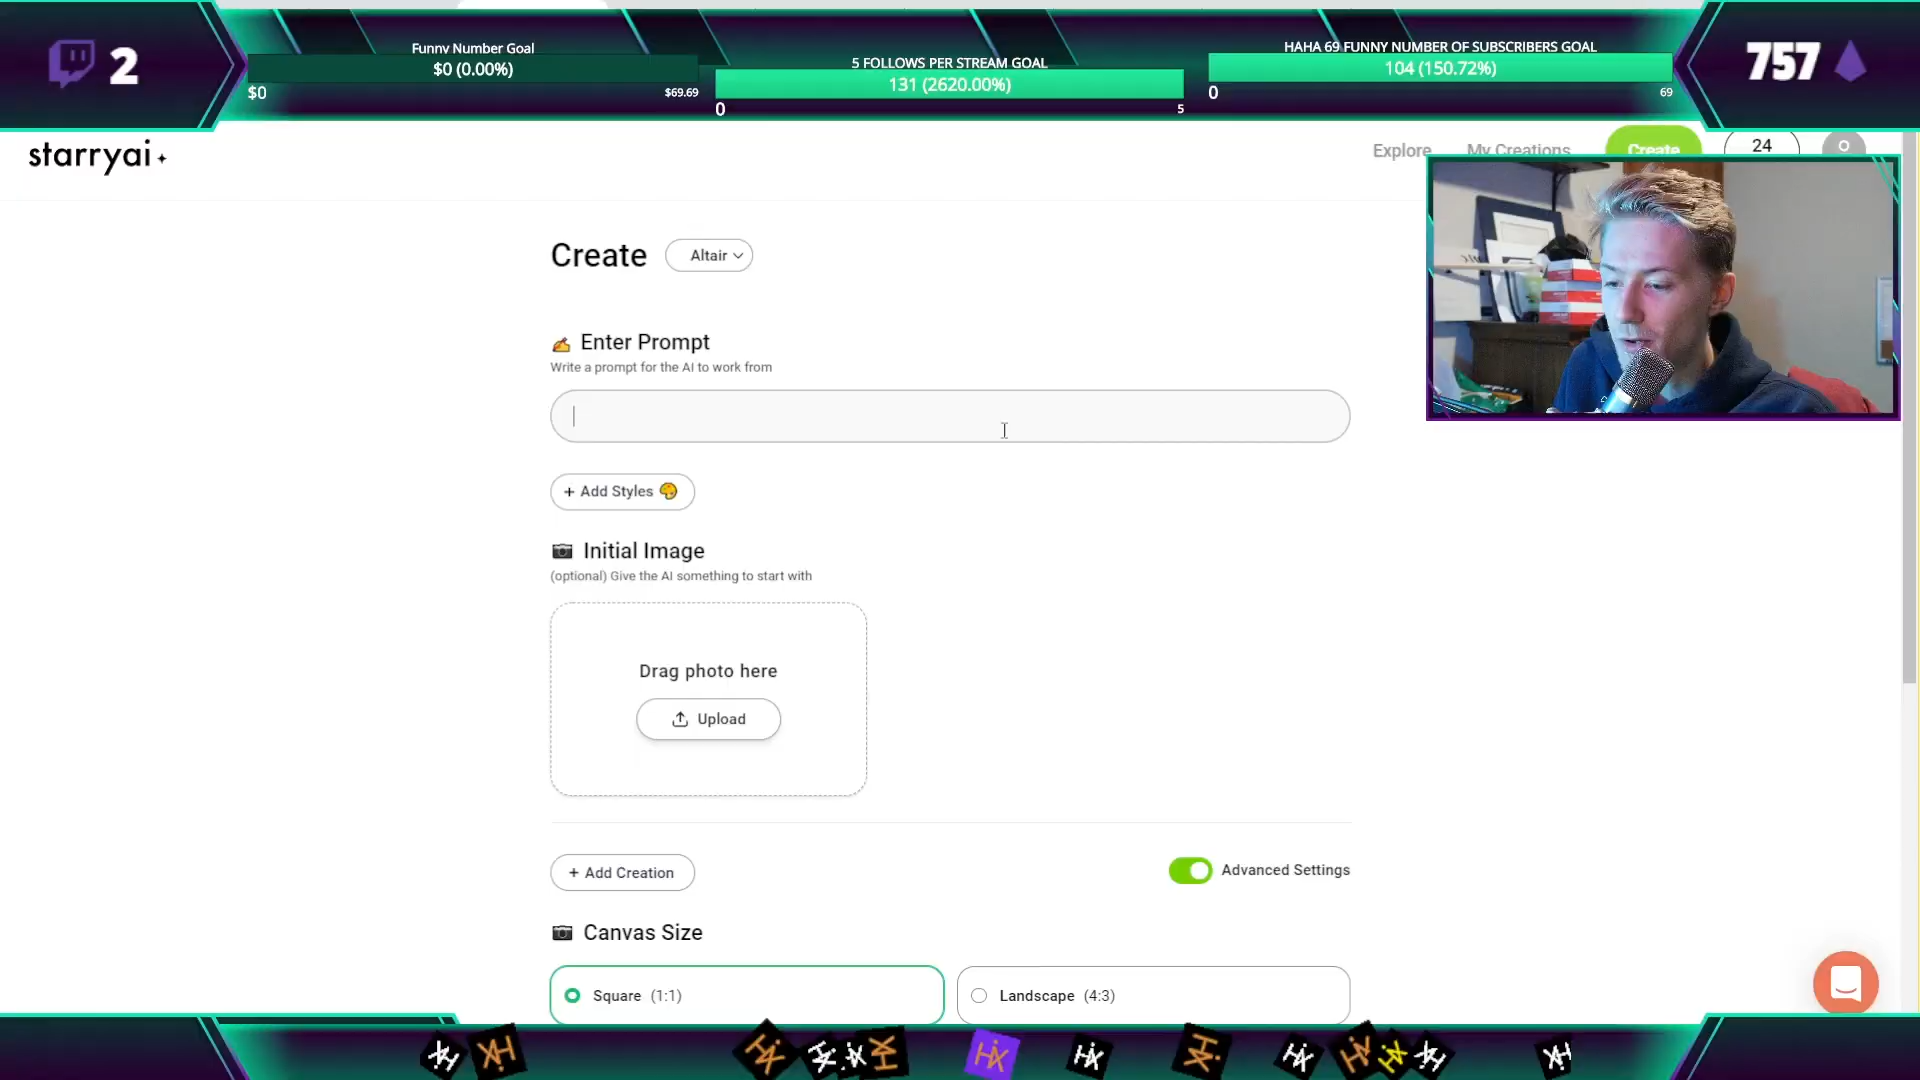 2
Funny Number Goal
$0 (0.00%)
$0
$69.69
5 FOLLOWS PER STREAM GOAL
131 (2620.00%)
0
5
HAHA 69 FUNNY NUMBER OF SUBSCRIBERS GOAL
104 (150.72%)
0
69
757
starryai
Explore
My Creations
Create
24
O
Create
Altair
Enter Prompt
Write a prompt for the AI to work from
+ Add Styles
Initial Image
(optional) Give the AI something to start with
Drag photo here
Upload
+ Add Creation
Advanced Settings
Canvas Size
Square (1:1)
Landscape (4:3)